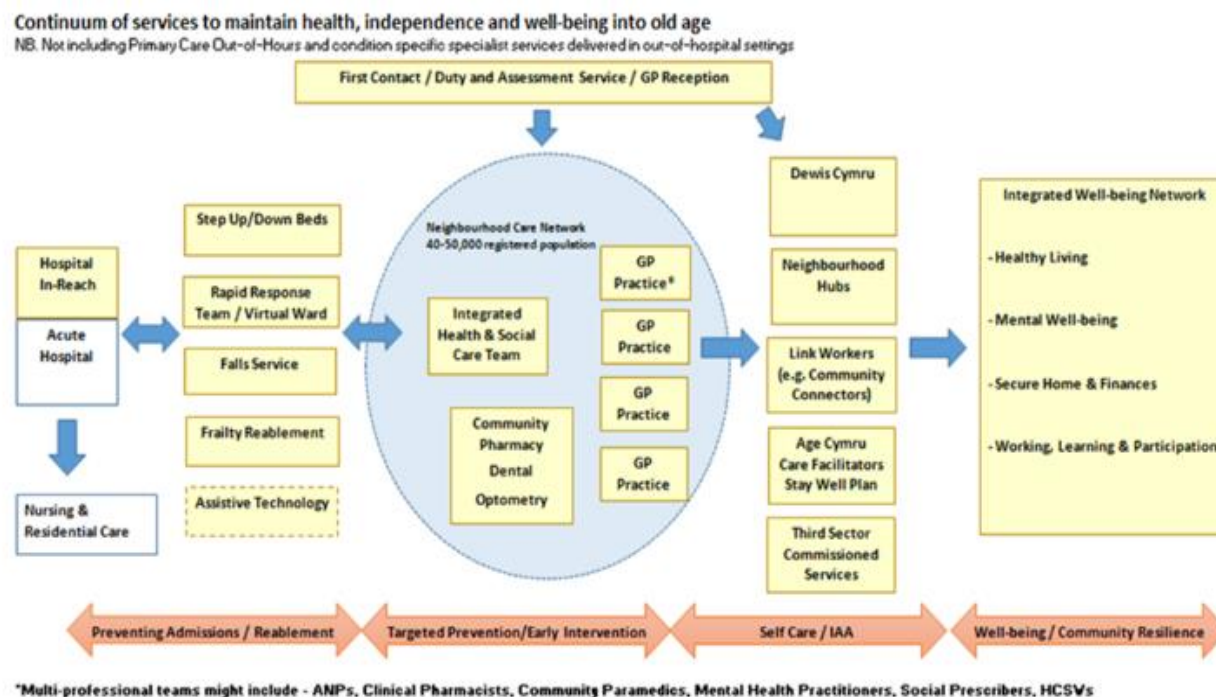 Continuum of services to maintain health, independence and well-being into old age
NB. Not including Primary Care Out-of-Hours and condition specific specialist services delivered in out-of-hospital settings
First Contact / Duty and Assessment Service / GP Reception
Hospital
In-Reach
Acute
Hospital
Nursing &
Residential Care
Step Up/Down Beds
Rapid Response
Team / Virtual Ward
Falls Service
Frailty Reablement
Assistive Technology
Neighbourhood Care Network
40-50,000 registered population
Integrated
Health & Social
Care Team
Community
Pharmacy
Dental
Optometry
GP
Practice*
GP
Practice
GP
Practice
GP
Practice
Dewis Cymru
Neighbourhood
Hubs
Link Workers
(e.g. Community
Connectors)
Age Cymru
Care Facilitators
Stay Well Plan
Third Sector
Commissioned
Services
Integrated Well-being Network
- Healthy Living
- Mental Well-being
- Secure Home & Finances
- Working, Learning & Participation
Preventing Admissions / Reablement
Targeted Prevention/Early Intervention
Self Care / IAA
Well-being / Community Resilience
*Multi-professional teams might include - ANPs, Clinical Pharmacists, Community Paramedics, Mental Health Practitioners, Social Prescribers, HCSWs